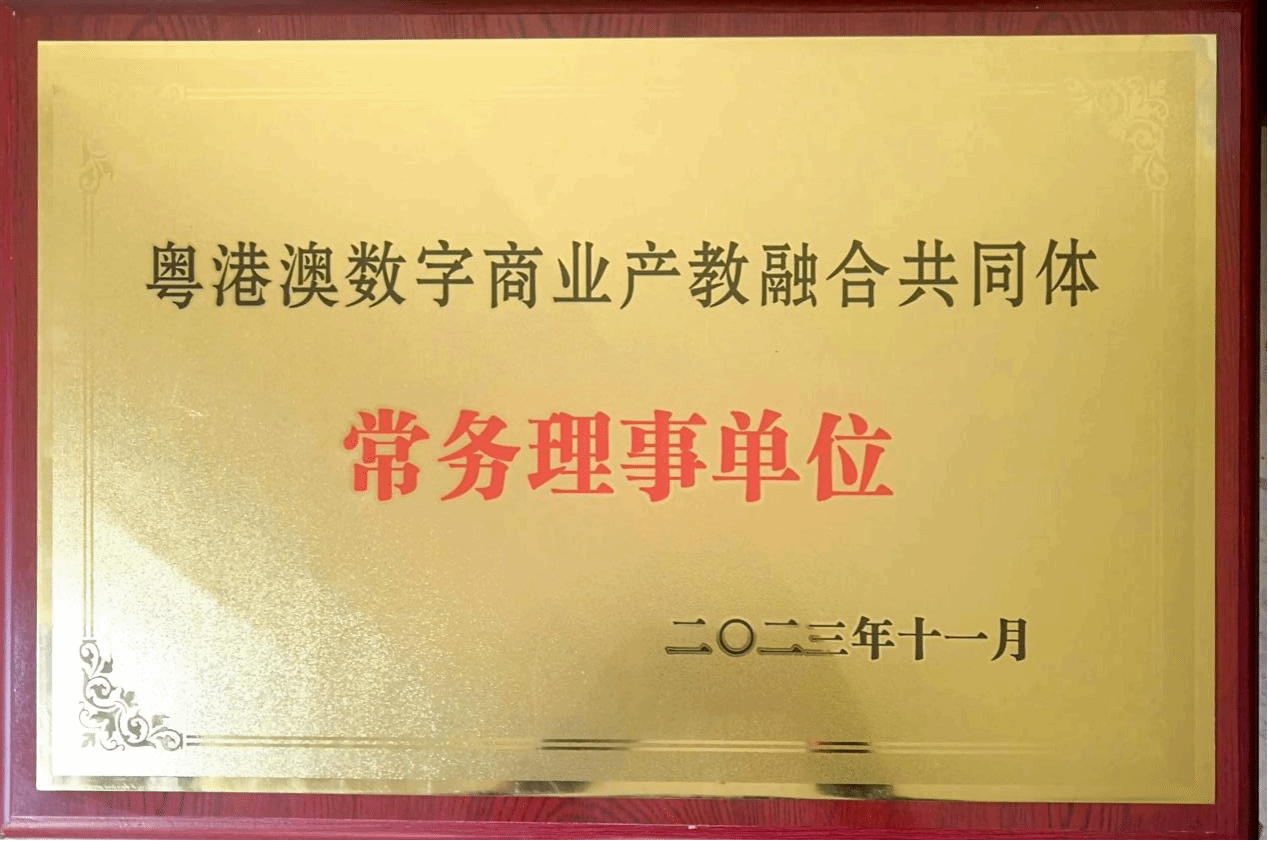 粤港澳数字商业产教融合共同体
常务理事单位
二〇二三年十一月